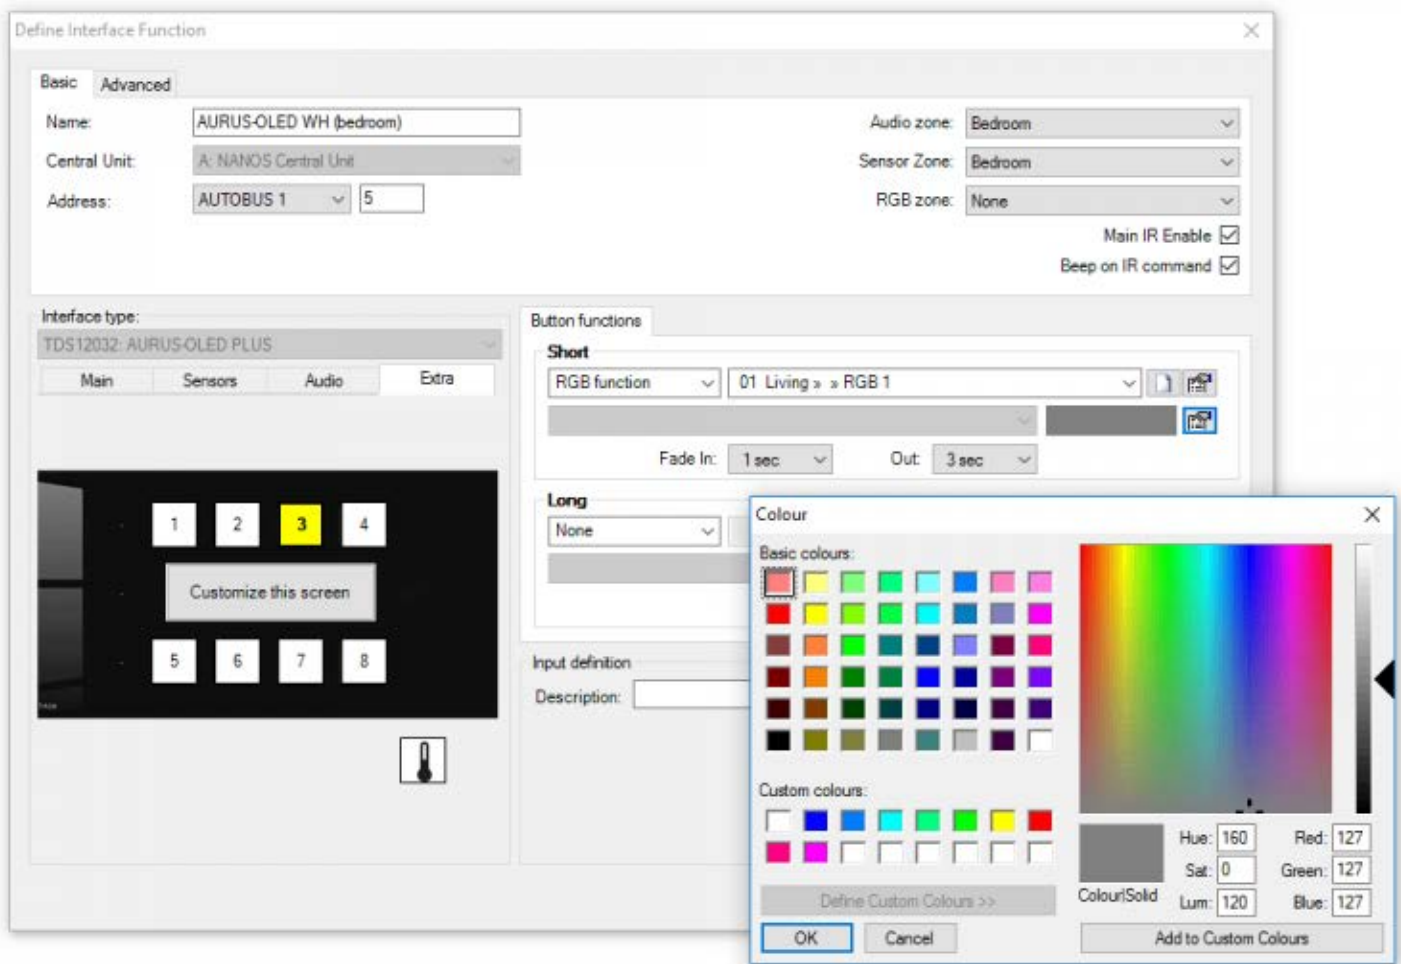 Define Interface Function
Basic Advanced
Name: AURUS-OLED WH (bedroom) Audio zone: Bedroom
Central Unit: A: NANOS Central Unit Sensor Zone: Bedroom
Address: AUTOBUS 1 5 RGB zone: None
Main IR Enable
Beep on IR command
Interface type:
TDS12032: AURUS-OLED PLUS
Main Sensors Audio Extra
1 2 3 4
Customize this screen
5 6 7 8
Button functions
Short
RGB function 01 Living » » RGB 1
Fade In: 1 sec Out: 3 sec
Long
None
Input definition
Description:
Colour
Basic colours:
Custom colours:
Define Custom Colours >>
OK Cancel
Hue: 160 Red: 127
Sat: 0 Green: 127
Colour|Solid Lum: 120 Blue: 127
Add to Custom Colours